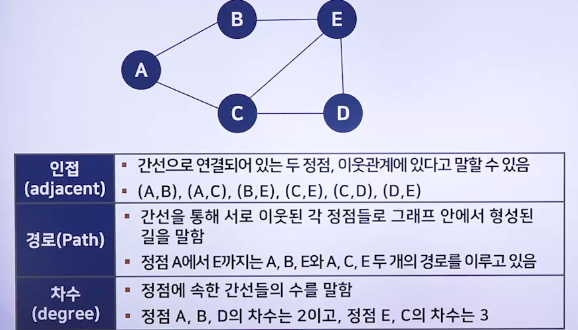 B
E
A
C
D
인접
(adjacent)
▪ 간선으로 연결되어 있는 두 정점, 이웃관계에 있다고 말할 수 있음
▪ (A,B), (A,C), (B,E), (C,E), (C,D), (D,E)
경로(Path)
▪ 간선을 통해 서로 이웃된 각 정점들로 그래프 안에서 형성된
길을 말함
▪ 정점 A에서 E까지는 A, B, E와 A, C, E 두 개의 경로를 이루고 있음
차수
(degree)
▪ 정점에 속한 간선들의 수를 말함
▪ 정점 A, B, D의 차수는 2이고, 정점 E, C의 차수는 3